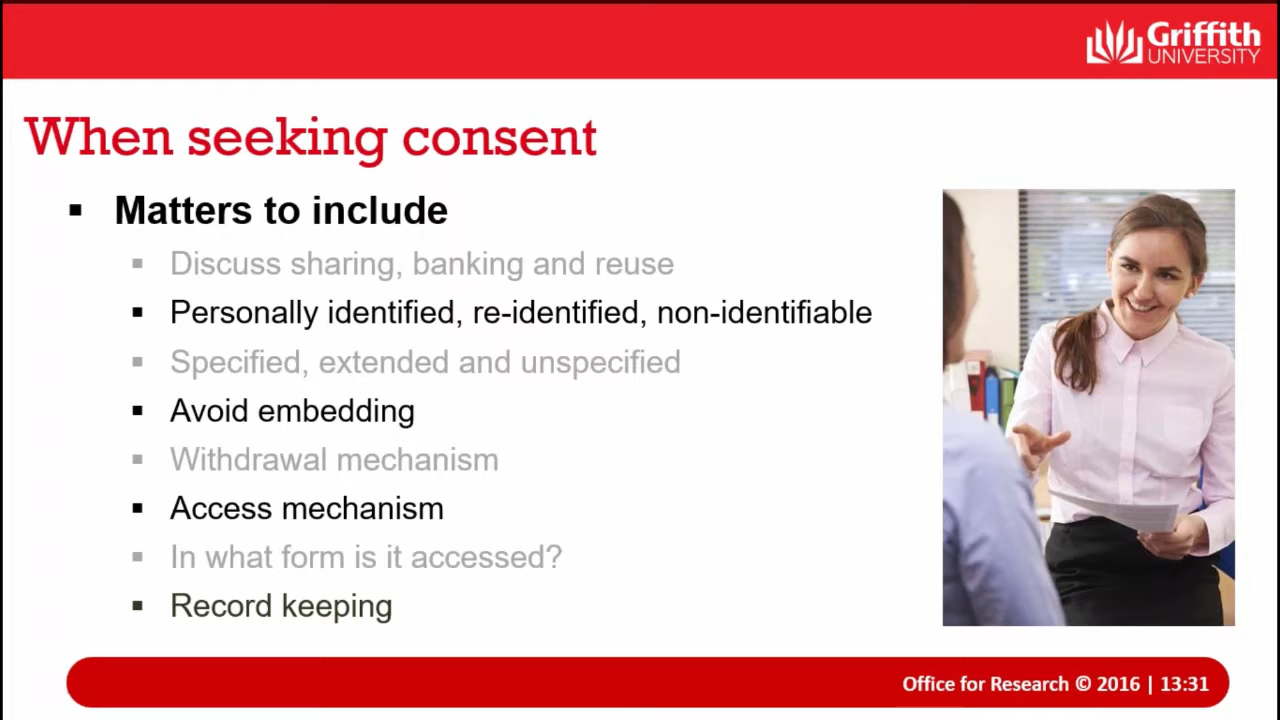 Griffith
UNIVERSITY
When seeking consent
Matters to include
Discuss sharing, banking and reuse
Personally identified, re-identified, non-identifiable
Specified, extended and unspecified
Avoid embedding
Withdrawal mechanism
Access mechanism
In what form is it accessed?
Record keeping
Office for Research © 2016 | 13:31